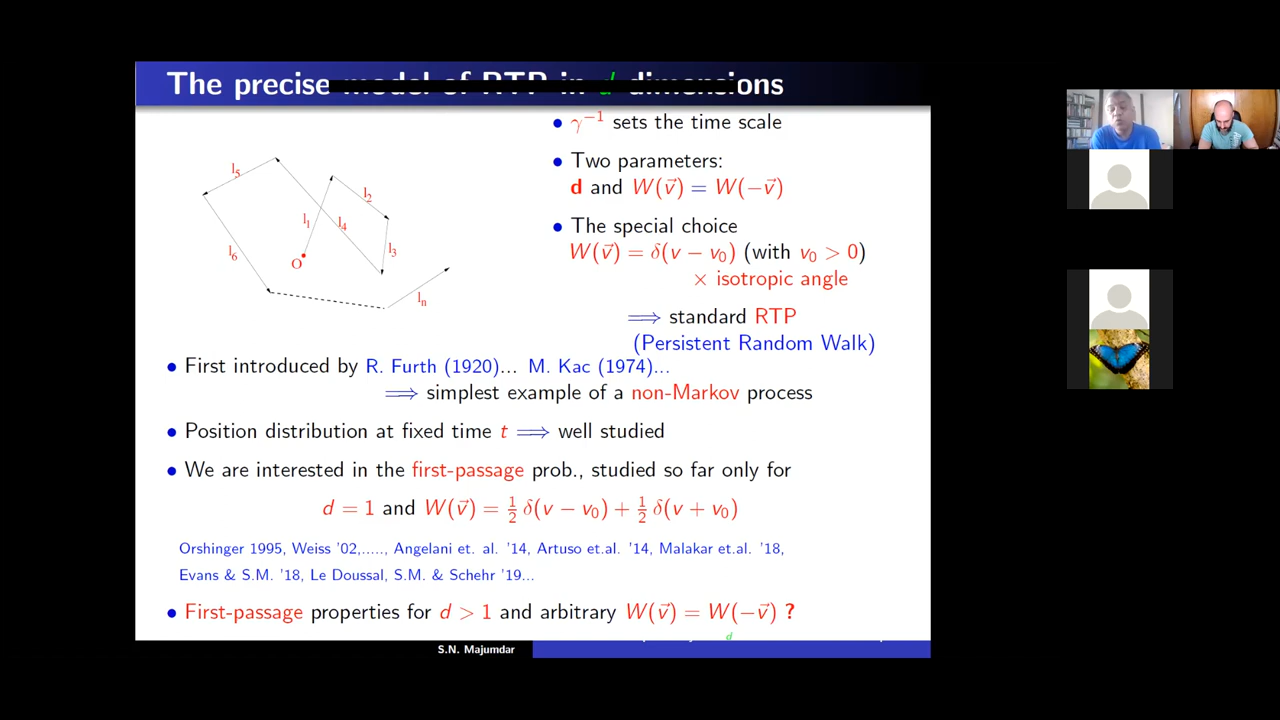 The precise model of RTP in d dimensions
l5
l2
l1
l4
l3
l6
O
ln
• γ⁻¹ sets the time scale
• Two parameters:
d and W(v⃗) = W(−v⃗)
• The special choice
W(v⃗) = δ(v − v₀) (with v₀ > 0)
× isotropic angle
⟹ standard RTP
(Persistent Random Walk)
• First introduced by R. Furth (1920)... M. Kac (1974)...
⟹ simplest example of a non-Markov process
• Position distribution at fixed time t ⟹ well studied
• We are interested in the first-passage prob., studied so far only for
d = 1 and W(v⃗) = ½ δ(v − v₀) + ½ δ(v + v₀)
Orshinger 1995, Weiss '02,....., Angelani et. al. '14, Artuso et.al. '14, Malakar et.al. '18,
Evans & S.M. '18, Le Doussal, S.M. & Schehr '19...
• First-passage properties for d > 1 and arbitrary W(v⃗) = W(−v⃗) ?
d
S.N. Majumdar